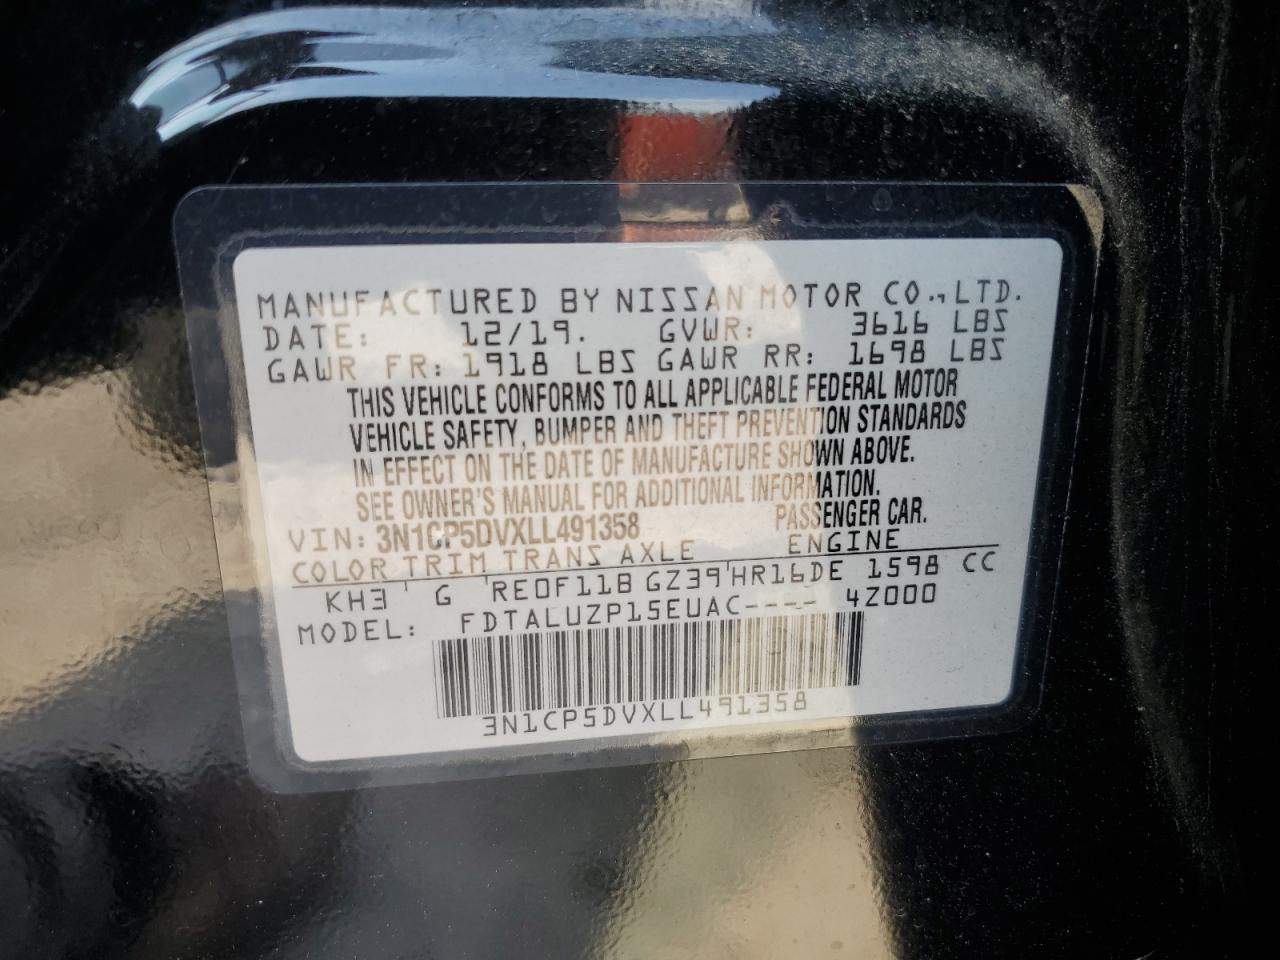 MANUFACTURED BY NISSAN MOTOR CO.,LTD.
DATE: 12/19. GVWR: 3616 LBS
GAWR FR: 1918 LBS GAWR RR: 1698 LBS
THIS VEHICLE CONFORMS TO ALL APPLICABLE FEDERAL MOTOR
VEHICLE SAFETY, BUMPER AND THEFT PREVENTION STANDARDS
IN EFFECT ON THE DATE OF MANUFACTURE SHOWN ABOVE.
SEE OWNER'S MANUAL FOR ADDITIONAL INFORMATION.
VIN: 3N1CP5DVXLL491358 PASSENGER CAR.
COLOR TRIM TRANS AXLE ENGINE
KH3 ' G ' RE0F11B GZ39 ' HR16DE 1598 CC
MODEL: FDTALUZP15EUAC---- 42000
3N1CP5DVXLL491358